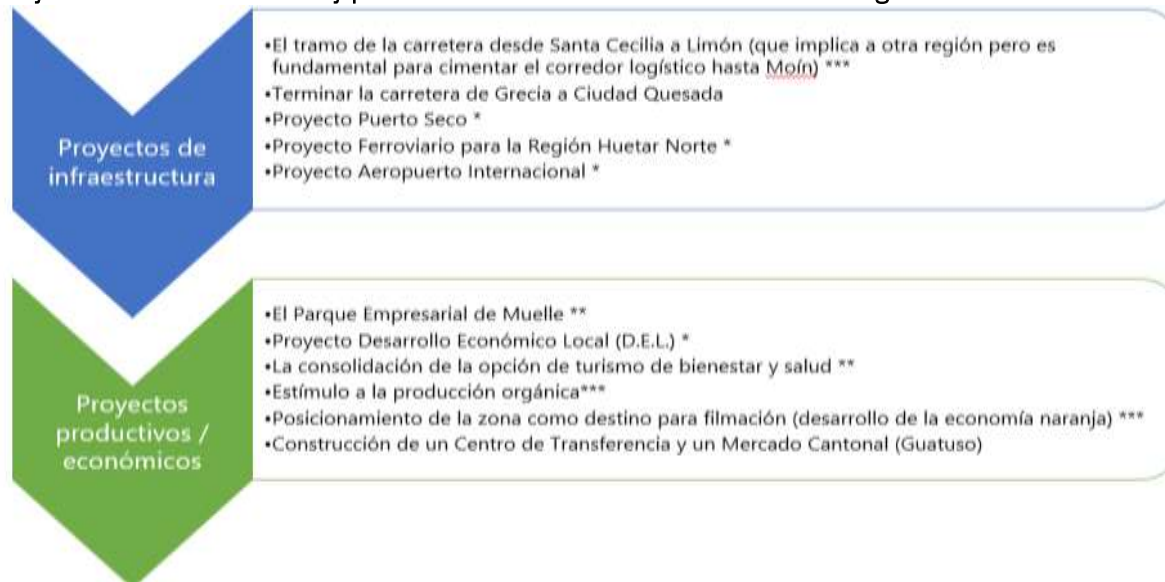 •El tramo de la carretera desde Santa Cecilia a Limón (que implica a otra región pero es
fundamental para cimentar el corredor logístico hasta Moín) ***
•Terminar la carretera de Grecia a Ciudad Quesada
•Proyecto Puerto Seco *
•Proyecto Ferroviario para la Región Huetar Norte *
•Proyecto Aeropuerto Internacional *
Proyectos de
infraestructura
•El Parque Empresarial de Muelle **
•Proyecto Desarrollo Económico Local (D.E.L.) *
•La consolidación de la opción de turismo de bienestar y salud **
•Estímulo a la producción orgánica***
•Posicionamiento de la zona como destino para filmación (desarrollo de la economía naranja) ***
•Construcción de un Centro de Transferencia y un Mercado Cantonal (Guatuso)
Proyectos
productivos /
económicos